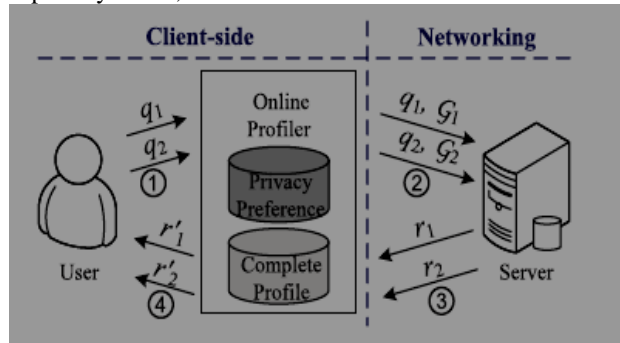 Client-side
Networking
Online
Profiler
q1
q2
①
Privacy
Preference
Complete
Profile
r′1
r′2
④
User
q1, G1
q2, G2
②
r1
r2
③
Server